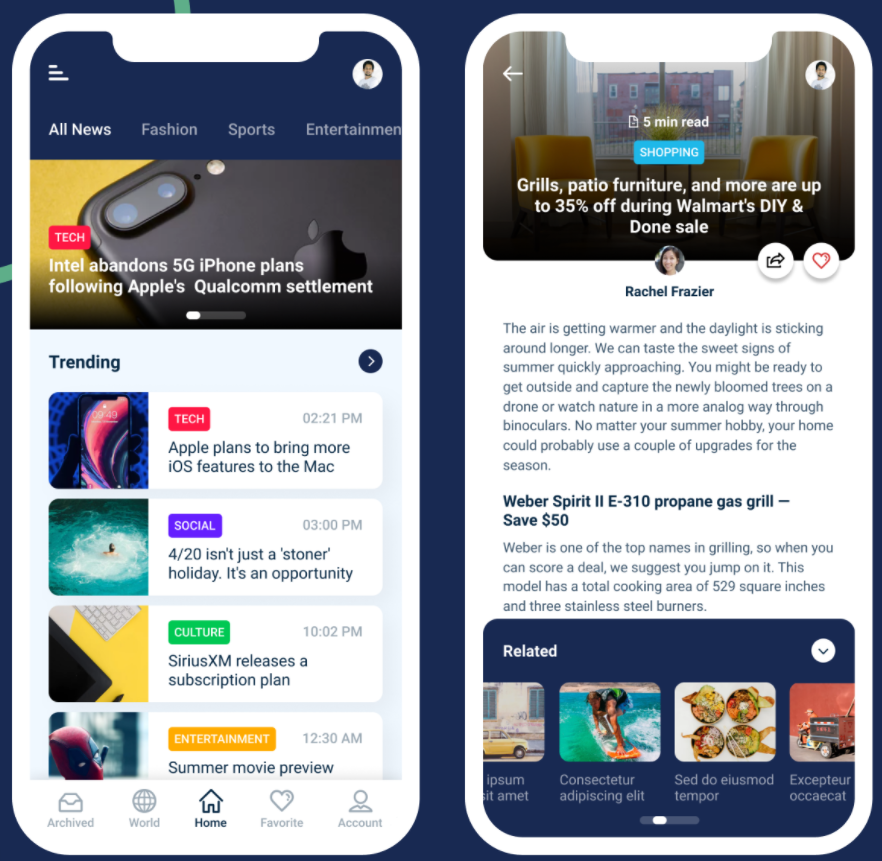 All News Fashion Sports Entertainmen
TECH
Intel abandons 5G iPhone plans
following Apple's Qualcomm settlement
Trending
09:49
TECH 02:21 PM
Apple plans to bring more
iOS features to the Mac
SOCIAL 03:00 PM
4/20 isn't just a 'stoner'
holiday. It's an opportunity
CULTURE 10:02 PM
SiriusXM releases a
subscription plan
ENTERTAINMENT 12:30 AM
Summer movie preview
Archived World Home Favorite Account
5 min read
SHOPPING
Grills, patio furniture, and more are up
to 35% off during Walmart's DIY &
Done sale
Rachel Frazier
The air is getting warmer and the daylight is sticking
around longer. We can taste the sweet signs of
summer quickly approaching. You might be ready to
get outside and capture the newly bloomed trees on a
drone or watch nature in a more analog way through
binoculars. No matter your summer hobby, your home
could probably use a couple of upgrades for the
season.
Weber Spirit II E-310 propane gas grill –
Save $50
Weber is one of the top names in grilling, so when you
can score a deal, we suggest you jump on it. This
model has a total cooking area of 529 square inches
and three stainless steel burners.
Related
ipsum
sit amet
Consectetur
adipiscing elit
Sed do eiusmod
tempor
Excepteur
occaecat